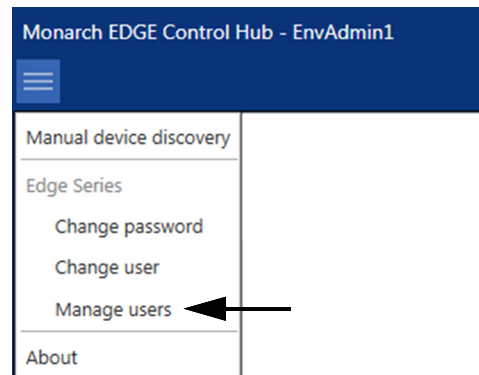 Monarch EDGE Control Hub - EnvAdmin1
Manual device discovery
Edge Series
Change password
Change user
Manage users
About